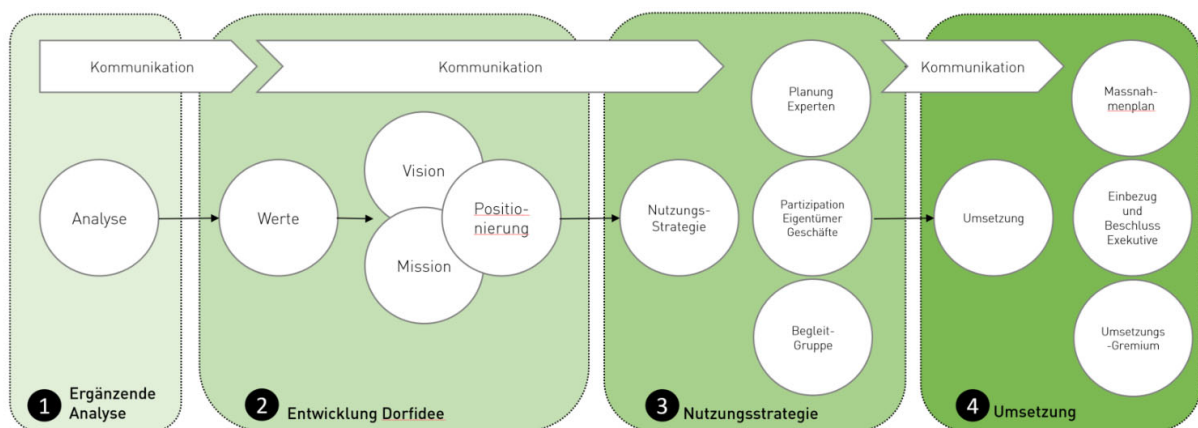 Kommunikation
Kommunikation
Kommunikation
Analyse
Werte
Vision
Mission
Positio-
nierung
Nutzungs-
Strategie
Planung
Experten
Partizipation
Eigentümer
Geschäfte
Begleit-
Gruppe
Umsetzung
Massnah-
menplan
Einbezug
und
Beschluss
Exekutive
Umsetzungs
-Gremium
1 Ergänzende
Analyse
2 Entwicklung Dorfidee
3 Nutzungsstrategie
4 Umsetzung